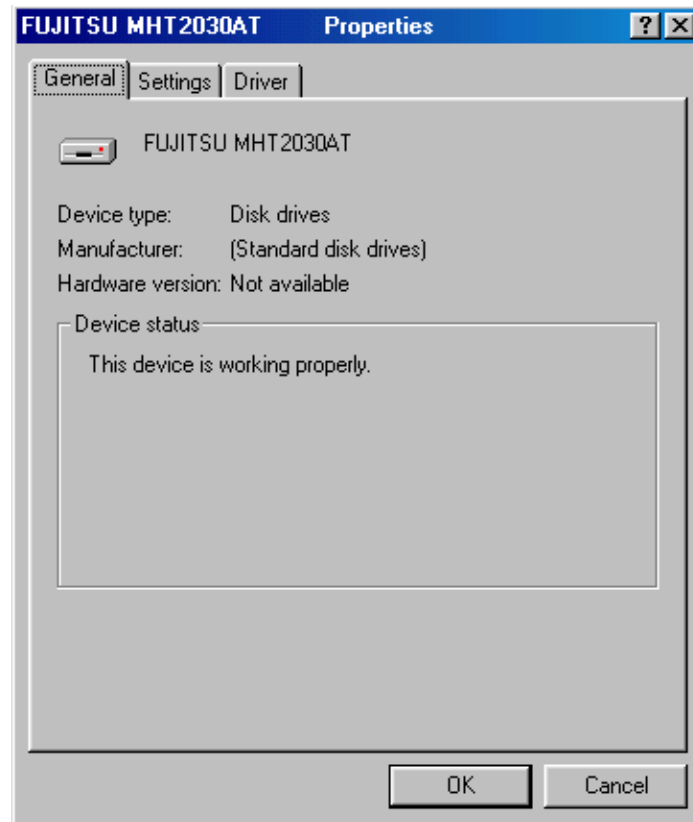 FUJITSU MHT2030AT Properties ? X
General Settings Driver
FUJITSU MHT2030AT
Device type: Disk drives
Manufacturer: (Standard disk drives)
Hardware version: Not available
Device status
This device is working properly.
OK Cancel